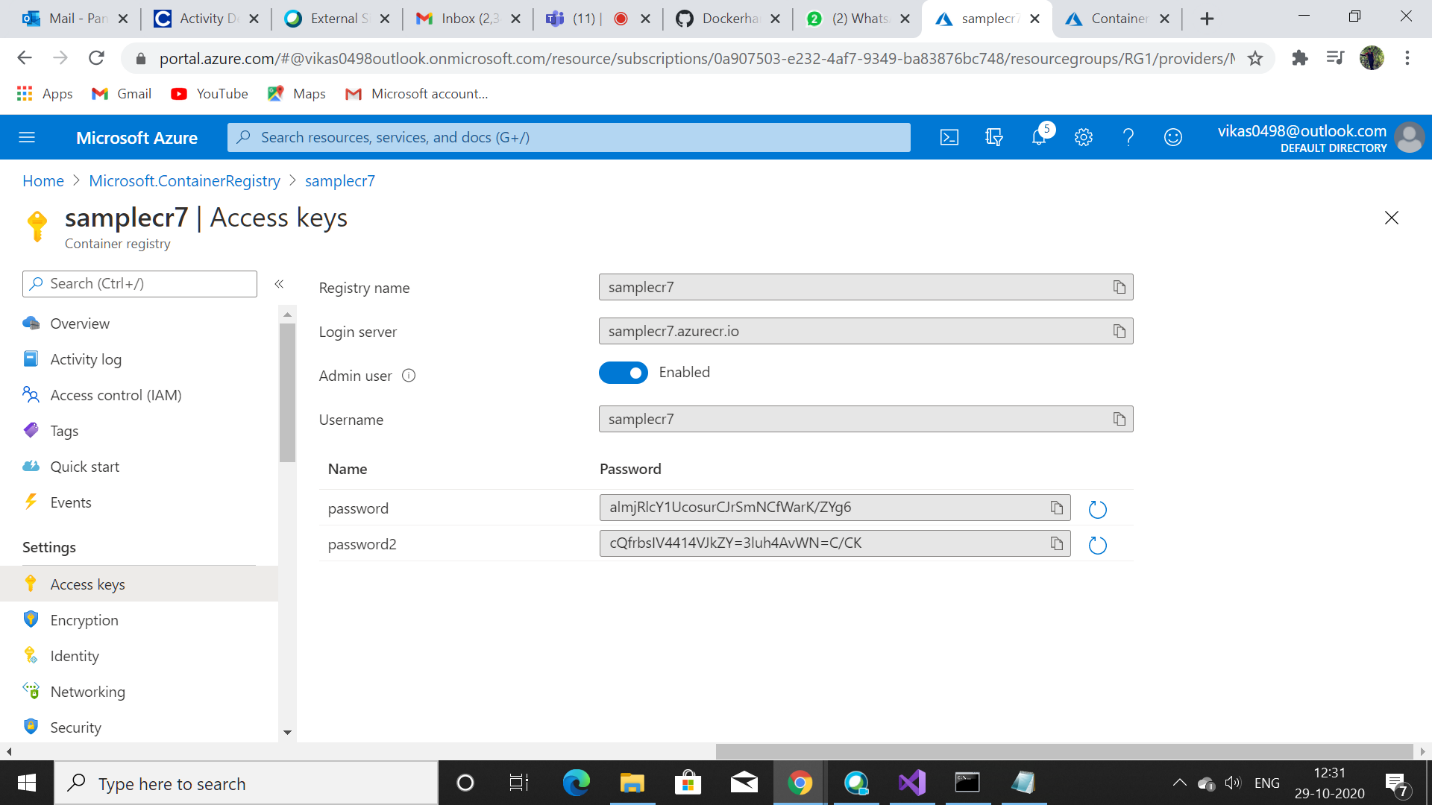 Mail - Pan
Activity De
External S
Inbox (2,3
(11) |
Dockerha
(2) Whats
samplecr7
Container
portal.azure.com/#@vikas0498outlook.onmicrosoft.com/resource/subscriptions/0a907503-e232-4af7-9349-ba83876bc748/resourcegroups/RG1/providers/M
Apps
Gmail
YouTube
Maps
Microsoft account...
Microsoft Azure
Search resources, services, and docs (G+/)
5
vikas0498@outlook.com
DEFAULT DIRECTORY
Home > Microsoft.ContainerRegistry > samplecr7
samplecr7 | Access keys
Container registry
Search (Ctrl+/)
«
Overview
Activity log
Access control (IAM)
Tags
Quick start
Events
Settings
Access keys
Encryption
Identity
Networking
Security
Registry name
samplecr7
Login server
samplecr7.azurecr.io
Admin user
Enabled
Username
samplecr7
Name
Password
password
almjRlcY1UcosurCJrSmNCfWarK/ZYg6
password2
cQfrbsIV4414VJkZY=3luh4AvWN=C/CK
Type here to search
ENG
12:31
29-10-2020
7